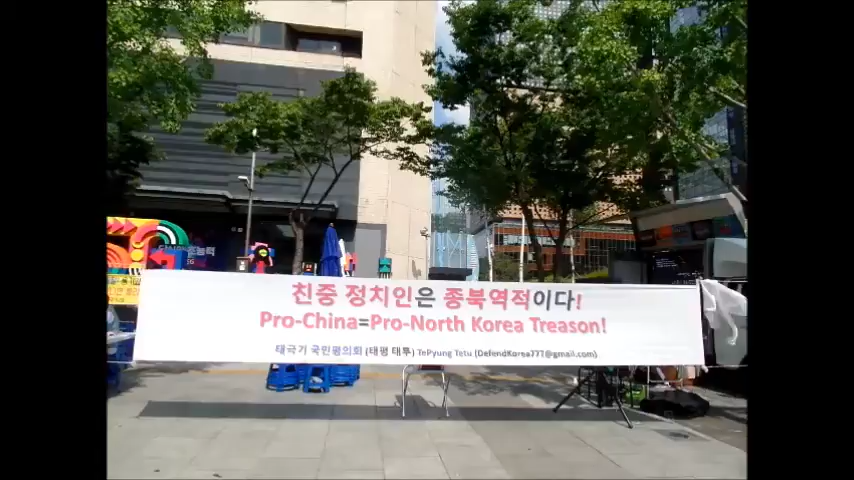 친중 정치인은 종북역적이다!
Pro-China=Pro-North Korea Treason!
태극기 국민평의회 (태평 태투) TePyung Tetu (DefendKorea777@gmail.com)